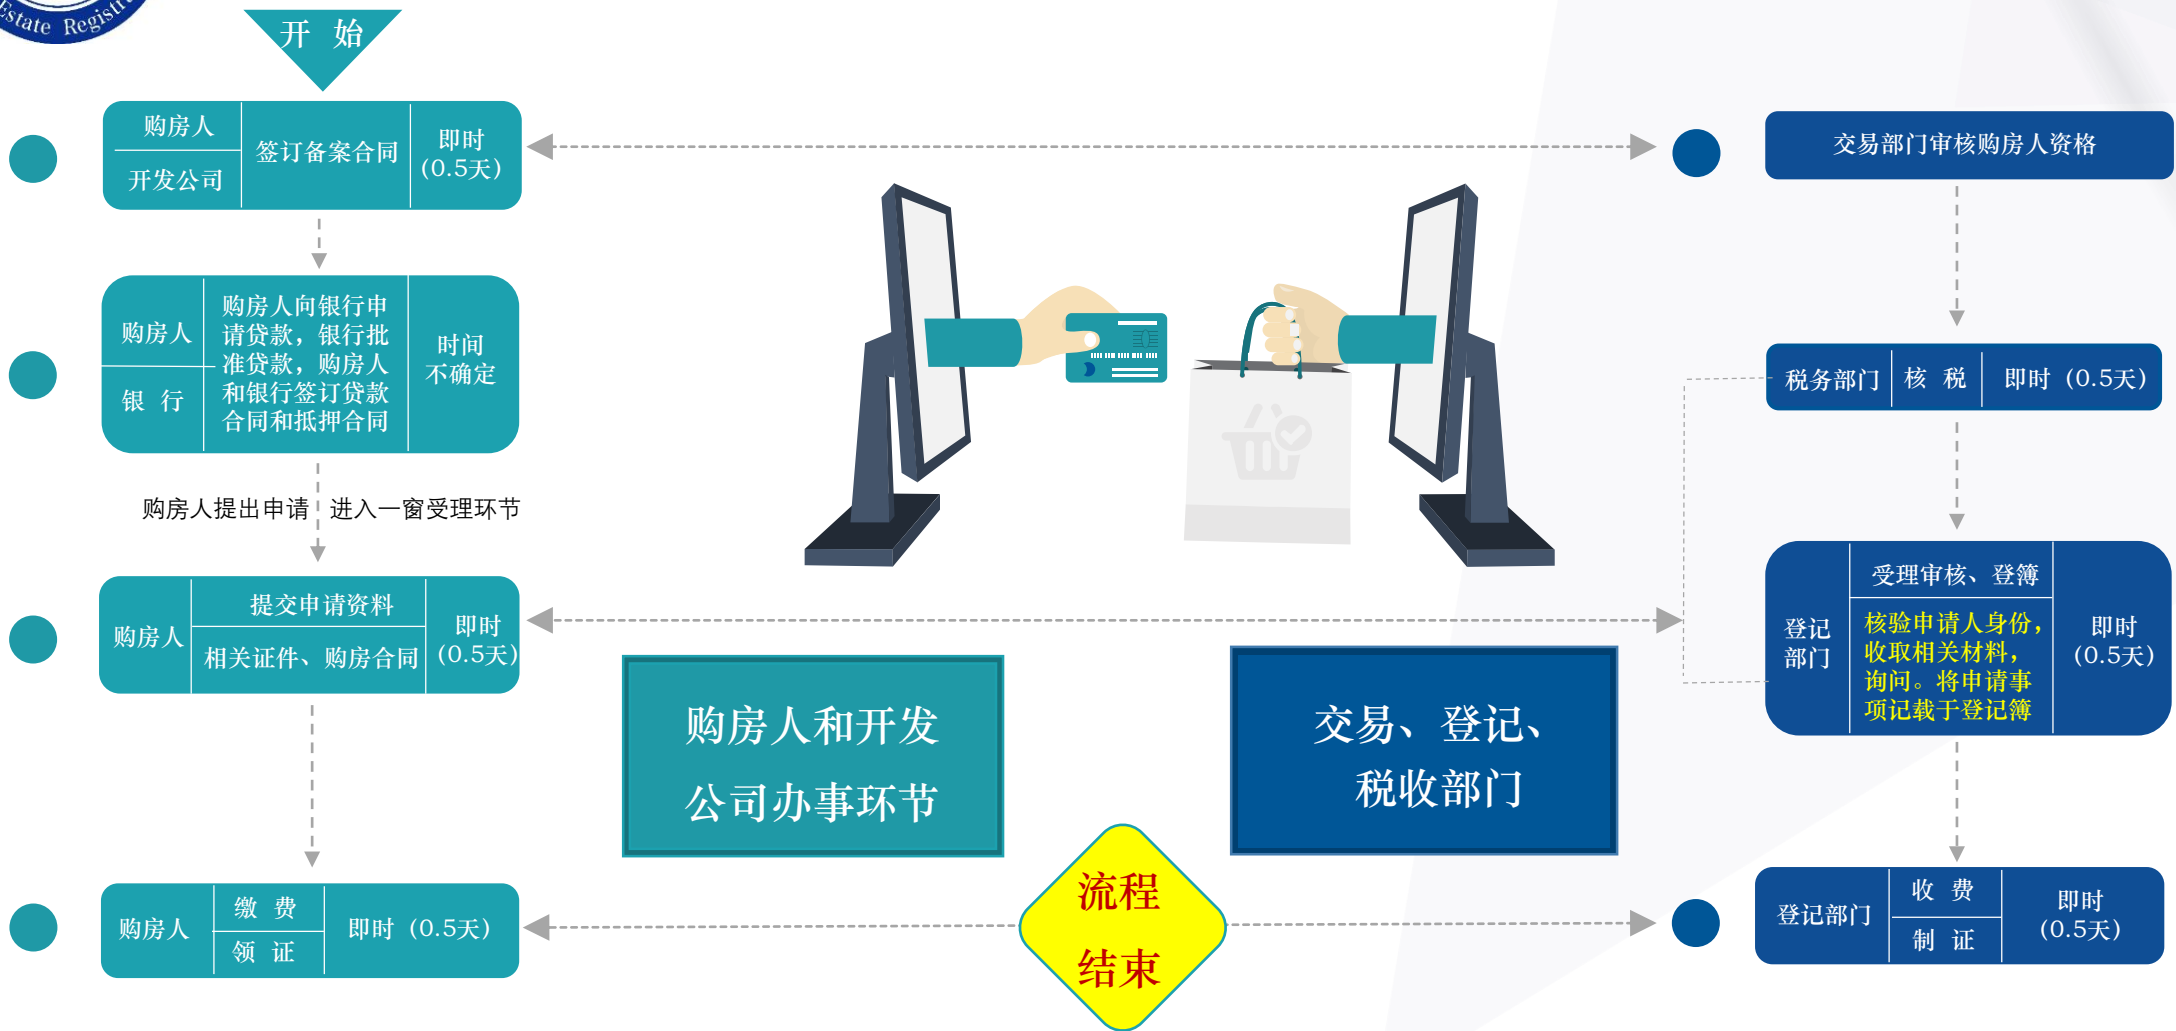 Estate Regist
开 始
购房人
开发公司
签订备案合同
即时
(0.5天)
交易部门审核购房人资格
购房人
银 行
购房人向银行申
请贷款，银行批
准贷款，购房人
和银行签订贷款
合同和抵押合同
时间
不确定
税务部门
核 税
即时 (0.5天)
购房人提出申请
进入一窗受理环节
购房人
提交申请资料
相关证件、购房合同
即时
(0.5天)
登记
部门
受理审核、登簿
核验申请人身份，
收取相关材料，
询问。将申请事
项记载于登记簿
即时
(0.5天)
购房人和开发
公司办事环节
交易、登记、
税收部门
购房人
缴 费
领 证
即时 (0.5天)
流程
结束
登记部门
收 费
制 证
即时
(0.5天)